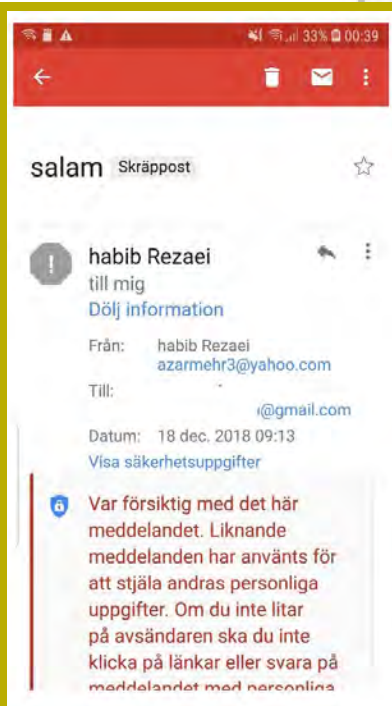 33% 00:39
salam Skräppost
habib Rezaei
till mig
Dölj information
Från: habib Rezaei
azarmehr3@yahoo.com
Till:
@gmail.com
Datum: 18 dec. 2018 09:13
Visa säkerhetsuppgifter
Var försiktig med det här
meddelandet. Liknande
meddelanden har använts för
att stjäla andras personliga
uppgifter. Om du inte litar
på avsändaren ska du inte
klicka på länkar eller svara på
meddelandet med personliga